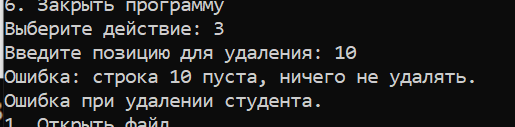 6. Закрыть программу
Выберите действие: 3
Введите позицию для удаления: 10
Ошибка: строка 10 пуста, ничего не удалять.
Ошибка при удалении студента.
1. Открыть файл